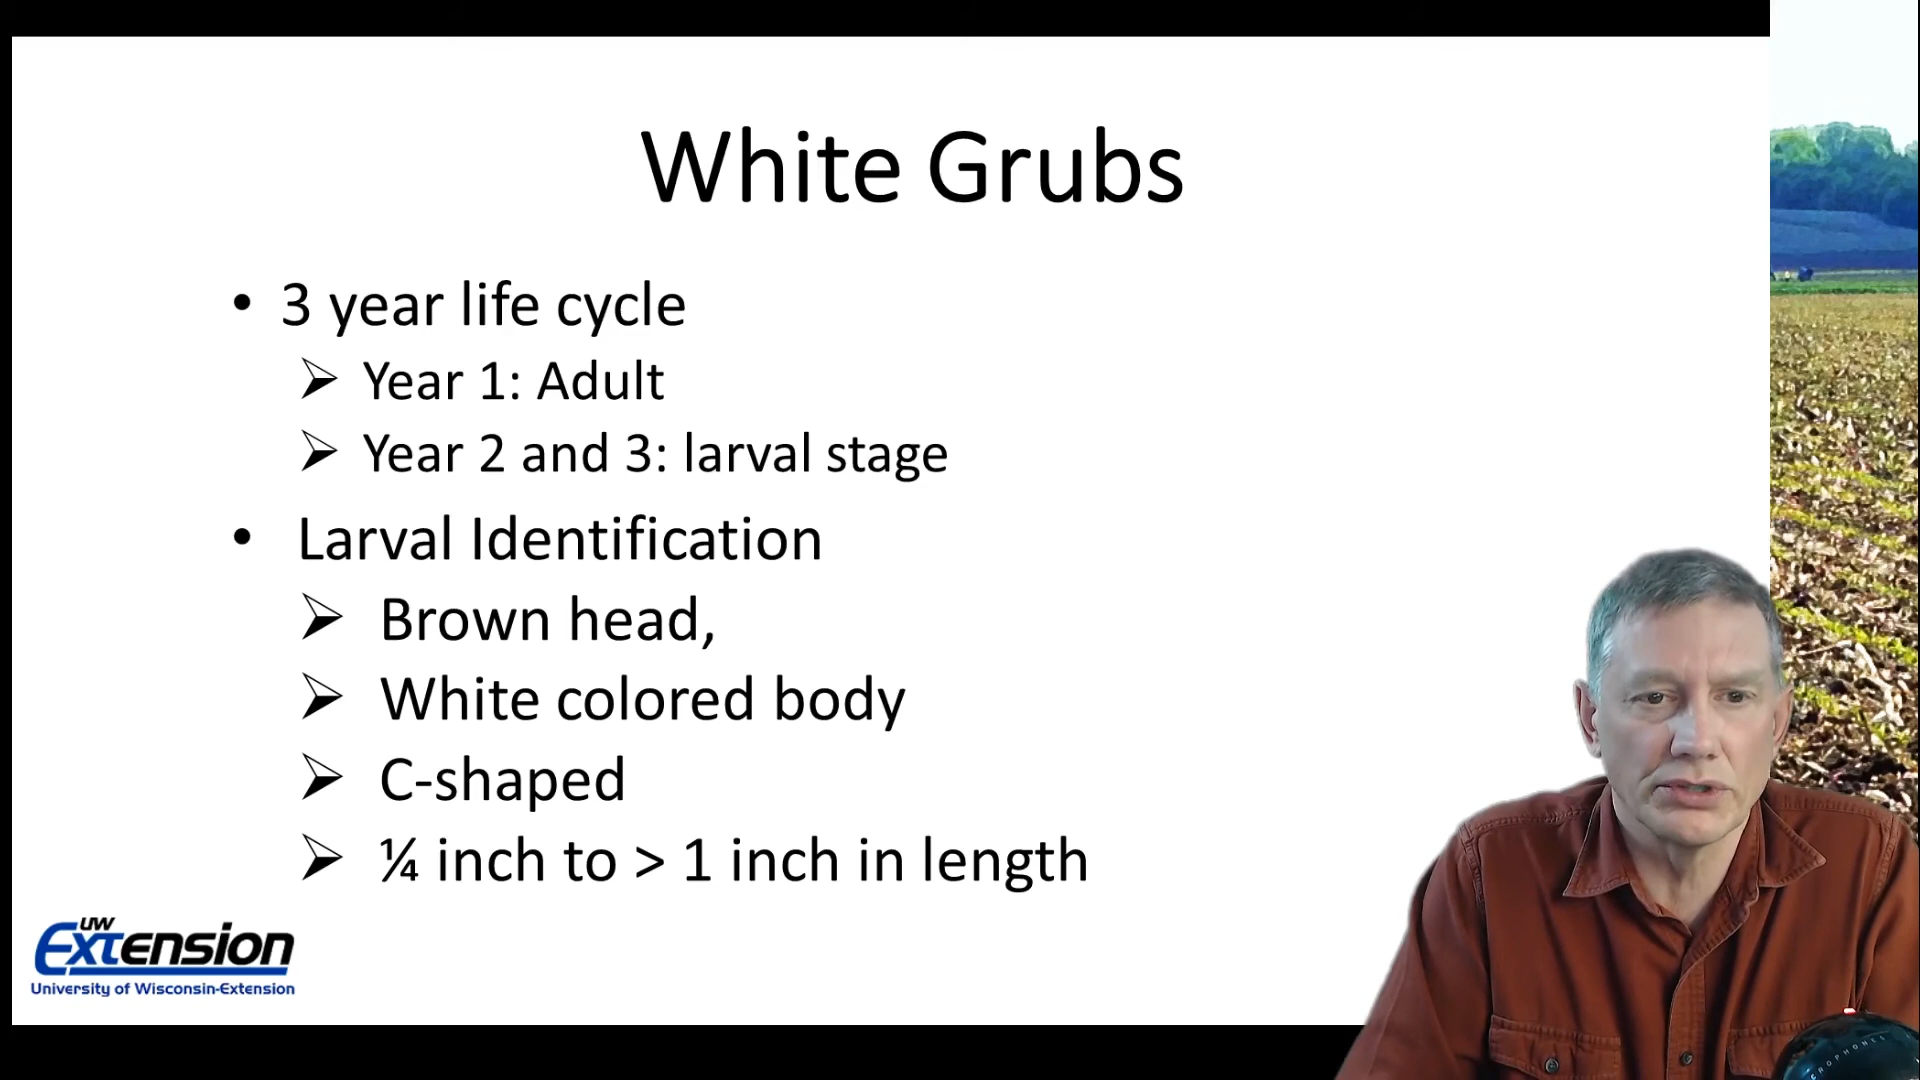 White Grubs
• 3 year life cycle
➢ Year 1: Adult
➢ Year 2 and 3: larval stage
• Larval Identification
➢ Brown head,
➢ White colored body
➢ C-shaped
➢ ¼ inch to > 1 inch in length
UW
Extension
University of Wisconsin-Extension